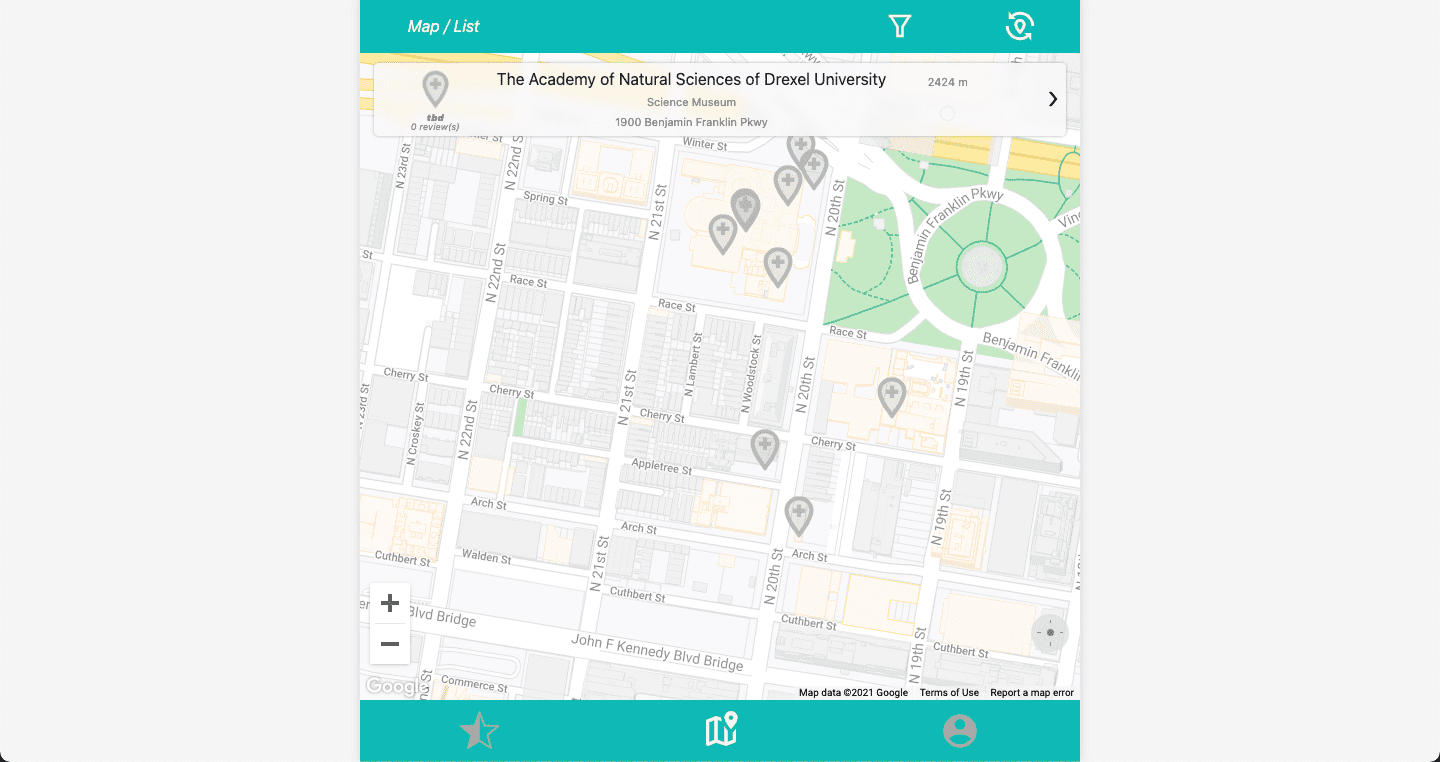 Map / List
The Academy of Natural Sciences of Drexel University
2424 m
Science Museum
tbd
0 review(s)
1900 Benjamin Franklin Pkwy
Winter St
N 23rd St
N 22nd St
N 21st St
N 20th St
Spring St
Benjamin Franklin Pkwy
Vine
St
N 22nd St
Race St
Race St
Race St
Benjamin Franklin
N Lambert St
N Woodstock St
N 20th St
N 19th St
Cherry St
Cherry St
N 21st St
N 23rd St
N Croskey St
N 22nd St
Cherry St
Cherry St
Appletree St
Arch St
Arch St
Arch St
N 19th St
Cuthbert St
Walden St
N 21st St
N 20th St
Cuthbert St
Cuthbert St
Cuthbert St
Blvd Bridge
John F Kennedy Blvd Bridge
N 19th St
Commerce St
Google
Map data ©2021 Google
Terms of Use
Report a map error